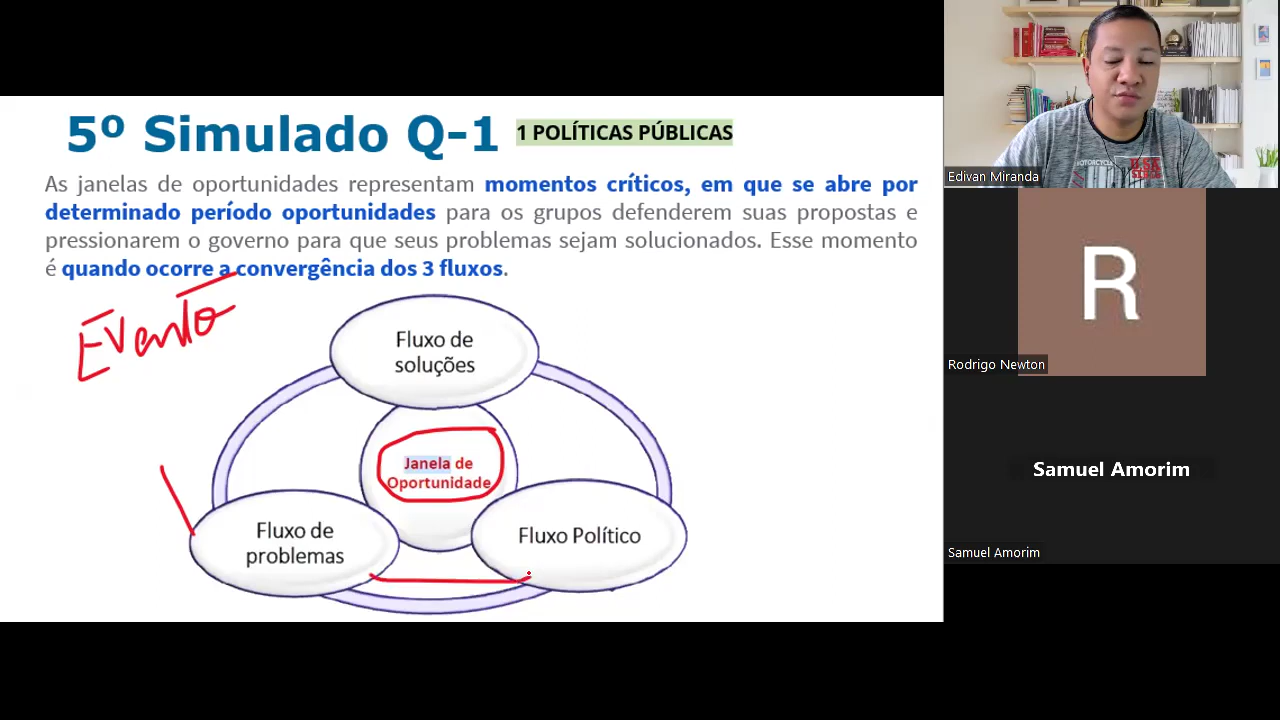 5º Simulado Q-1 1 POLÍTICAS PÚBLICAS
As janelas de oportunidades representam momentos críticos, em que se abre por
determinado período oportunidades para os grupos defenderem suas propostas e
pressionarem o governo para que seus problemas sejam solucionados. Esse momento
é quando ocorre a convergência dos 3 fluxos.
Evento
Fluxo de
soluções
Janela de
Oportunidade
Fluxo de
problemas
Fluxo Político
MOTORCYCLE
Edivan Miranda
R
Rodrigo Newton
Samuel Amorim
Samuel Amorim